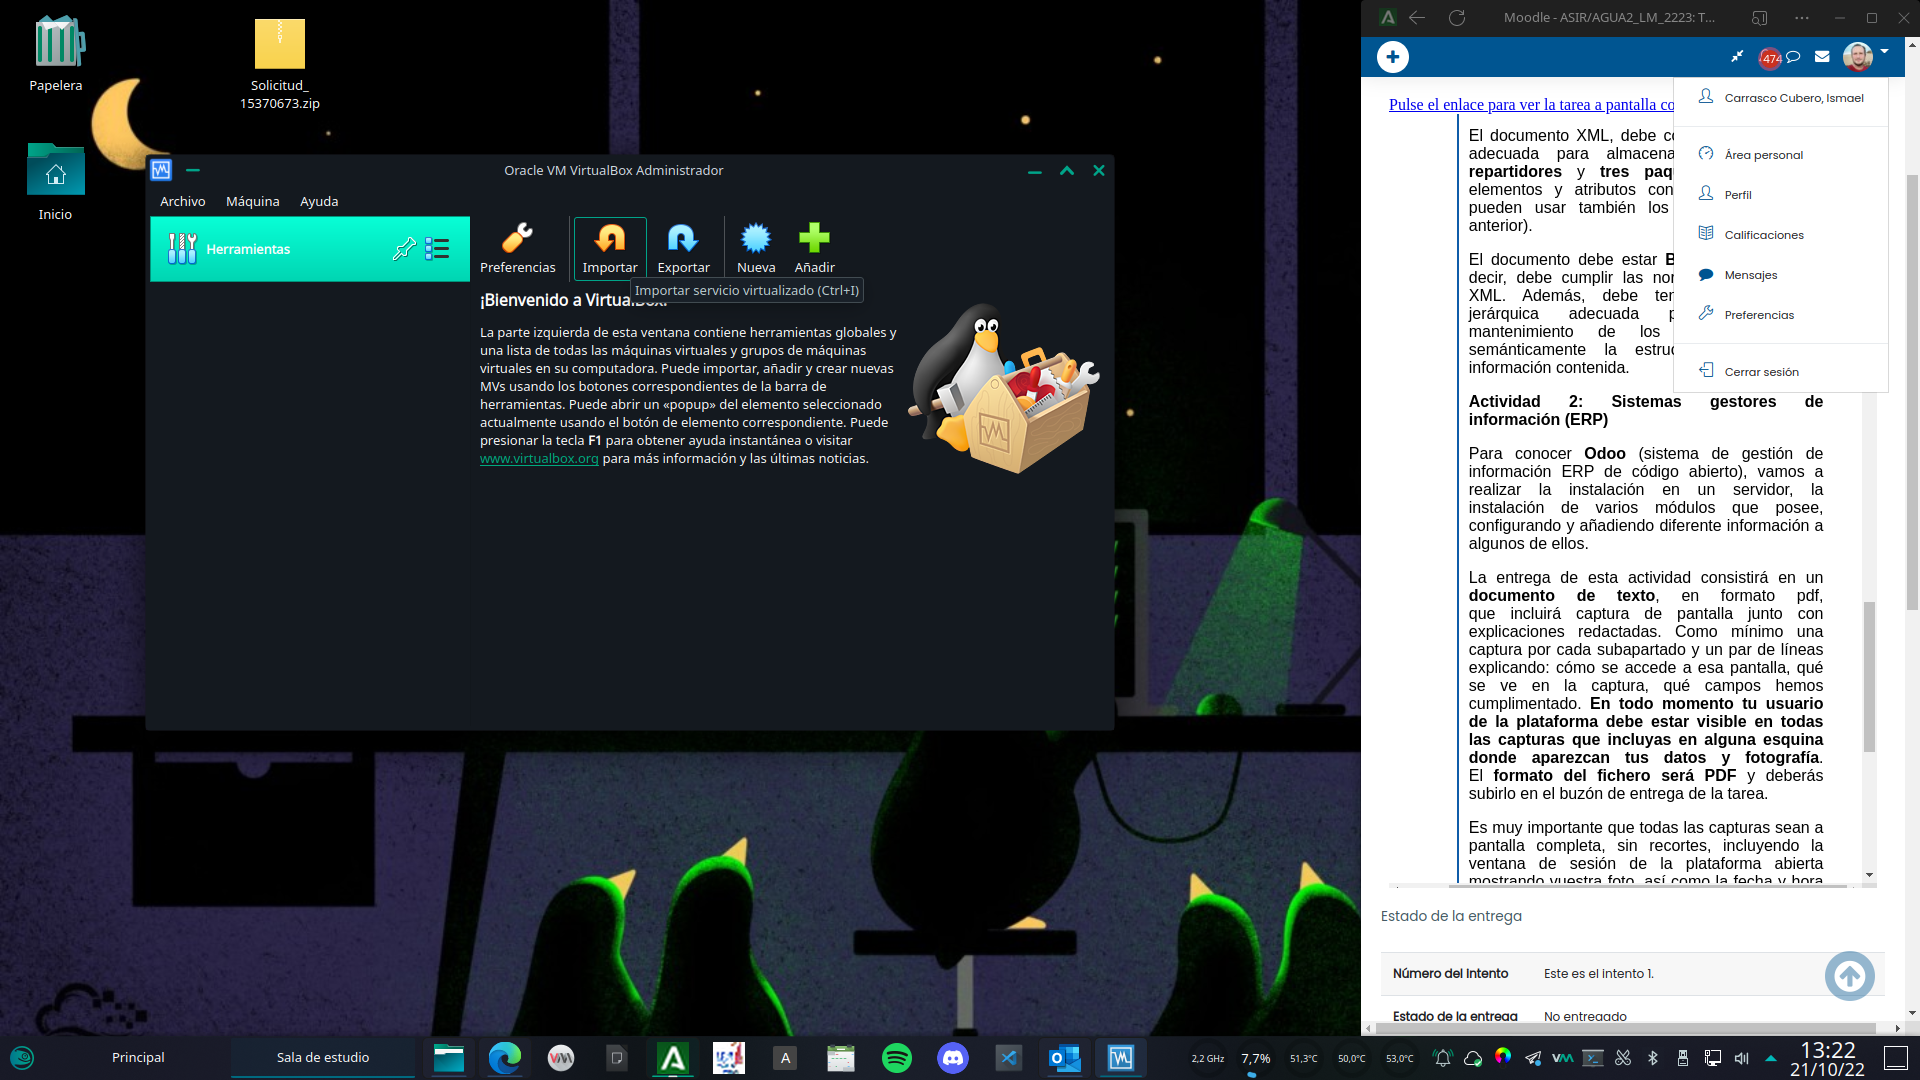 Papelera
Solicitud_
15370673.zip
Inicio
Oracle VM VirtualBox Administrador
Archivo Máquina Ayuda
Herramientas
Preferencias Importar Exportar Nueva Añadir
Importar servicio virtualizado (Ctrl+I)
¡Bienvenido a VirtualBox!
La parte izquierda de esta ventana contiene herramientas globales y
una lista de todas las máquinas virtuales y grupos de máquinas
virtuales en su computadora. Puede importar, añadir y crear nuevas
MVs usando los botones correspondientes de la barra de
herramientas. Puede abrir un «popup» del elemento seleccionado
actualmente usando el botón de elemento correspondiente. Puede
presionar la tecla F1 para obtener ayuda instantánea o visitar
www.virtualbox.org para más información y las últimas noticias.
Moodle - ASIR/AGUA2_LM_2223: T...
474
Carrasco Cubero, Ismael
Área personal
Perfil
Calificaciones
Mensajes
Preferencias
Cerrar sesión
Pulse el enlace para ver la tarea a pantalla co
El documento XML, debe co
adecuada para almacena
repartidores y tres paq
elementos y atributos con
pueden usar también los
anterior).
El documento debe estar B
decir, debe cumplir las nor
XML. Además, debe ten
jerárquica adecuada p
mantenimiento de los
semánticamente la estruc
información contenida.
Actividad 2: Sistemas gestores de
información (ERP)
Para conocer Odoo (sistema de gestión de
información ERP de código abierto), vamos a
realizar la instalación en un servidor, la
instalación de varios módulos que posee,
configurando y añadiendo diferente información a
algunos de ellos.
La entrega de esta actividad consistirá en un
documento de texto, en formato pdf,
que incluirá captura de pantalla junto con
explicaciones redactadas. Como mínimo una
captura por cada subapartado y un par de líneas
explicando: cómo se accede a esa pantalla, qué
se ve en la captura, qué campos hemos
cumplimentado. En todo momento tu usuario
de la plataforma debe estar visible en todas
las capturas que incluyas en alguna esquina
donde aparezcan tus datos y fotografía.
El formato del fichero será PDF y deberás
subirlo en el buzón de entrega de la tarea.
Es muy importante que todas las capturas sean a
pantalla completa, sin recortes, incluyendo la
ventana de sesión de la plataforma abierta
mostrando vuestra foto, así como la fecha y hora
Estado de la entrega
Número del intento Este es el intento 1.
Estado de la entrega No entregado
Principal Sala de estudio
2,2 GHz 7,7% 51,3°C 50,0°C 53,0°C
13:22
21/10/22